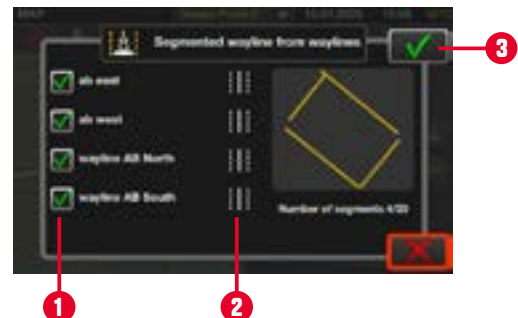 MAP
Segmented wayline from waylines
3
ab east
ab west
wayline AB North
wayline AB South
Number of segments 4/20
1
2